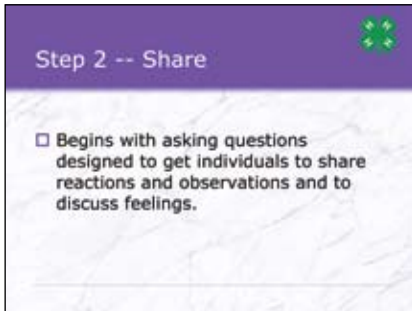 Step 2 -- Share
Begins with asking questions
designed to get individuals to share
reactions and observations and to
discuss feelings.